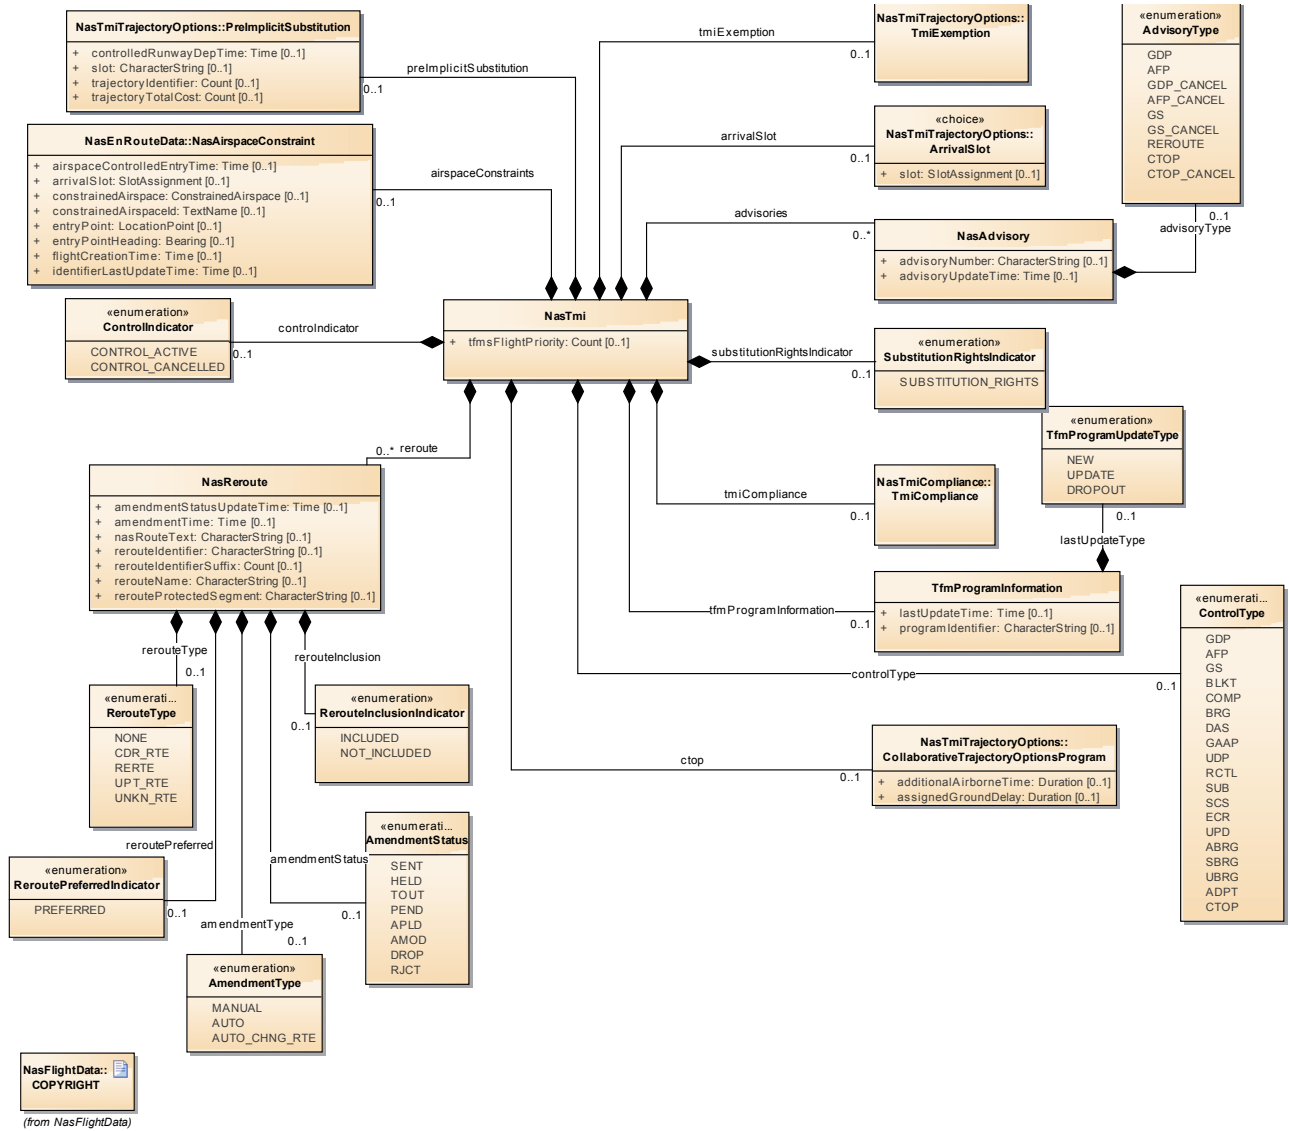 NasTmiTrajectoryOptions::PreImplicitSubstitution
+ controlledRunwayDepTime: Time [0..1]
+ slot: CharacterString [0..1]
+ trajectoryIdentifier: Count [0..1]
+ trajectoryTotalCost: Count [0..1]
preImplicitSubstitution
0..1
tmiExemption
0..1
NasTmiTrajectoryOptions::
TmiExemption
«enumeration»
AdvisoryType
GDP
AFP
GDP_CANCEL
AFP_CANCEL
GS
GS_CANCEL
REROUTE
CTOP
CTOP_CANCEL
0..1
advisoryType
NasEnRouteData::NasAirspaceConstraint
+ airspaceControlledEntryTime: Time [0..1]
+ arrivalSlot: SlotAssignment [0..1]
+ constrainedAirspace: ConstrainedAirspace [0..1]
+ constrainedAirspaceId: TextName [0..1]
+ entryPoint: LocationPoint [0..1]
+ entryPointHeading: Bearing [0..1]
+ flightCreationTime: Time [0..1]
+ identifierLastUpdateTime: Time [0..1]
airspaceConstraints
0..1
arrivalSlot
0..1
«choice»
NasTmiTrajectoryOptions::
ArrivalSlot
+ slot: SlotAssignment [0..1]
advisories
0..*
NasAdvisory
+ advisoryNumber: CharacterString [0..1]
+ advisoryUpdateTime: Time [0..1]
«enumeration»
ControlIndicator
CONTROL_ACTIVE
CONTROL_CANCELLED
controlndicator
0..1
NasTmi
+ tfmsFlightPriority: Count [0..1]
substitutionRightsIndicator
0..1
«enumeration»
SubstitutionRightsIndicator
SUBSTITUTION_RIGHTS
«enumeration»
TfmProgramUpdateType
NEW
UPDATE
DROPOUT
0..1
lastUpdateType
0..* reroute
NasReroute
+ amendmentStatusUpdateTime: Time [0..1]
+ amendmentTime: Time [0..1]
+ nasRouteText: CharacterString [0..1]
+ rerouteIdentifier: CharacterString [0..1]
+ rerouteIdentifierSuffix: Count [0..1]
+ rerouteName: CharacterString [0..1]
+ rerouteProtectedSegment: CharacterString [0..1]
tmiCompliance
0..1
NasTmiCompliance::
TmiCompliance
tfmProgramInformation
0..1
TfmProgramInformation
+ lastUpdateTime: Time [0..1]
+ programIdentifier: CharacterString [0..1]
controlType
0..1
«enumerati...
ControlType
GDP
AFP
GS
BLKT
COMP
BRG
DAS
GAAP
UDP
RCTL
SUB
SCS
ECR
UPD
ABRG
SBRG
UBRG
ADPT
CTOP
ctop
0..1
NasTmiTrajectoryOptions::
CollaborativeTrajectoryOptionsProgram
+ additionalAirborneTime: Duration [0..1]
+ assignedGroundDelay: Duration [0..1]
rerouteType
0..1
«enumerati...
RerouteType
NONE
CDR_RTE
RERTE
UPT_RTE
UNKN_RTE
rerouteInclusion
0..1
«enumeration»
RerouteInclusionIndicator
INCLUDED
NOT_INCLUDED
reroutePreferred
0..1
«enumeration»
ReroutePreferredIndicator
PREFERRED
amendmentStatus
0..1
«enumerati...
AmendmentStatus
SENT
HELD
TOUT
PEND
APLD
AMOD
DROP
RJCT
amendmentType
0..1
«enumeration»
AmendmentType
MANUAL
AUTO
AUTO_CHNG_RTE
NasFlightData::
COPYRIGHT
(from NasFlightData)